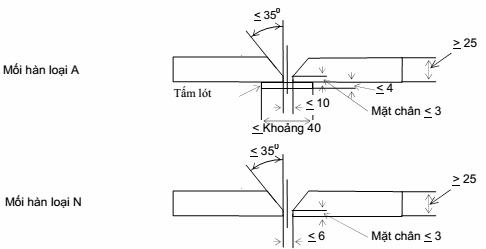 ≤ 35⁰
≥ 25
Mối hàn loại A
Tấm lót
≤ 4
≤ 10
Mặt chân ≤ 3
≤ Khoảng 40
≤ 35⁰
≥ 25
Mối hàn loại N
≤ 6
Mặt chân ≤ 3